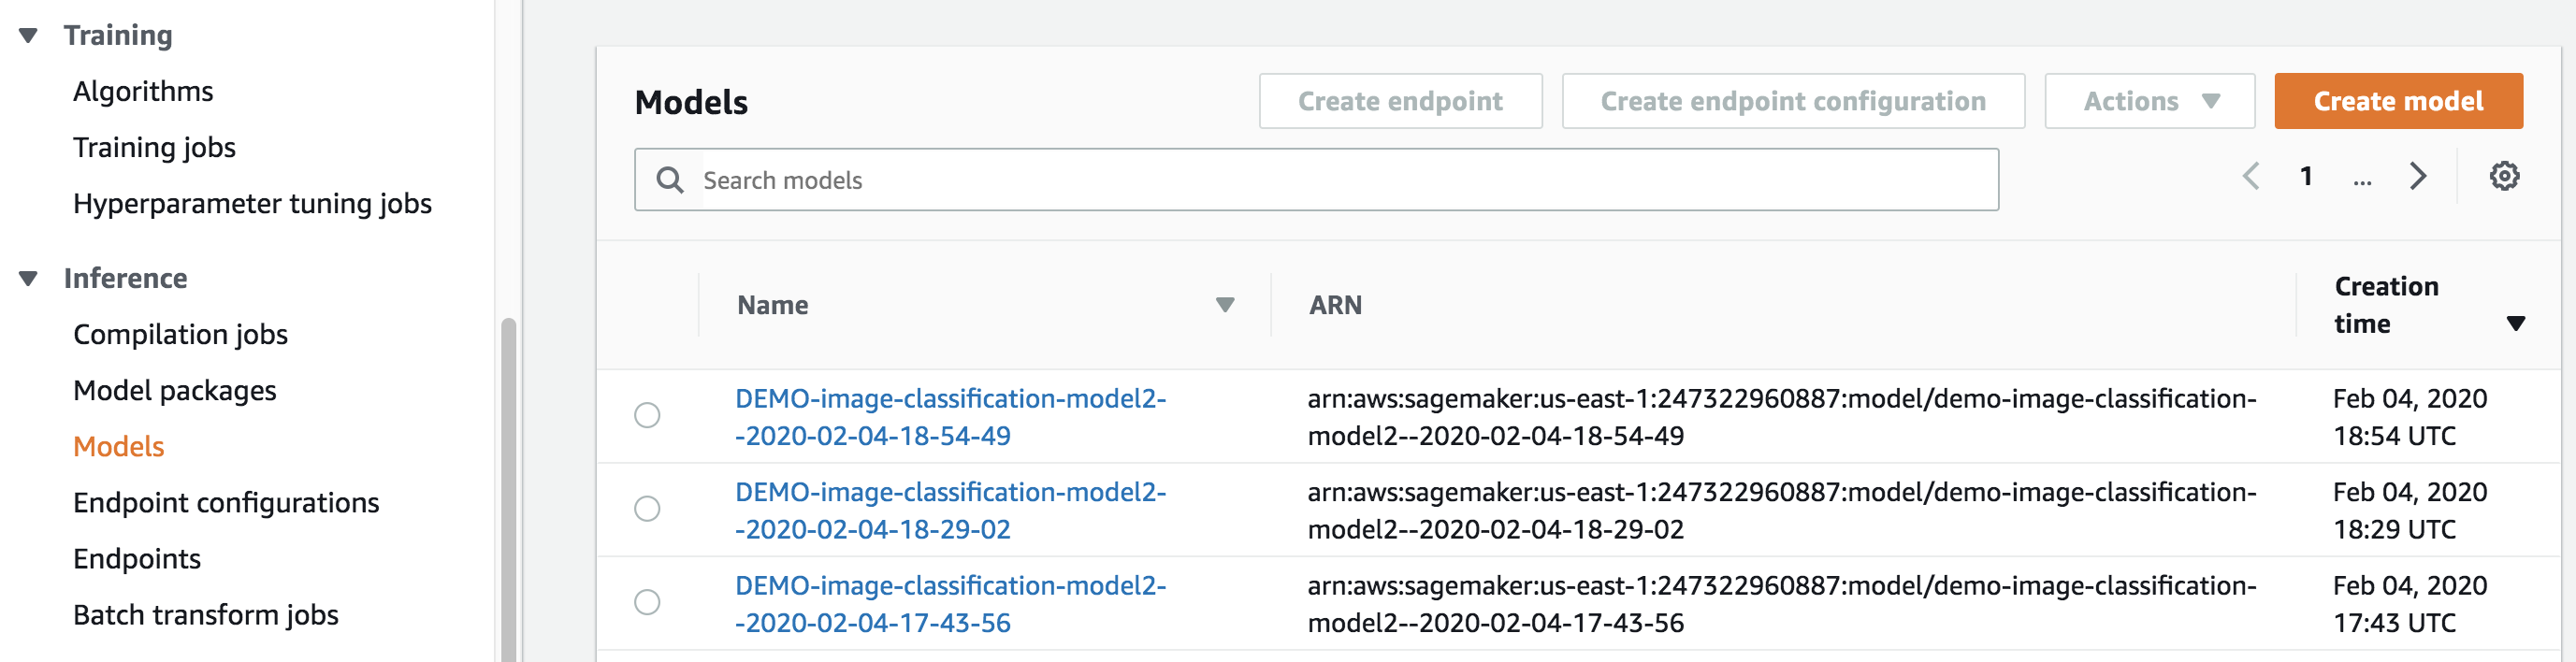 Training
Algorithms
Training jobs
Hyperparameter tuning jobs
Inference
Compilation jobs
Model packages
Models
Endpoint configurations
Endpoints
Batch transform jobs
Models
Create endpoint
Create endpoint configuration
Actions
Create model
Search models
1
...
Name
ARN
Creation
time
DEMO-image-classification-model2-
-2020-02-04-18-54-49
arn:aws:sagemaker:us-east-1:247322960887:model/demo-image-classification-
model2--2020-02-04-18-54-49
Feb 04, 2020
18:54 UTC
DEMO-image-classification-model2-
-2020-02-04-18-29-02
arn:aws:sagemaker:us-east-1:247322960887:model/demo-image-classification-
model2--2020-02-04-18-29-02
Feb 04, 2020
18:29 UTC
DEMO-image-classification-model2-
-2020-02-04-17-43-56
arn:aws:sagemaker:us-east-1:247322960887:model/demo-image-classification-
model2--2020-02-04-17-43-56
Feb 04, 2020
17:43 UTC